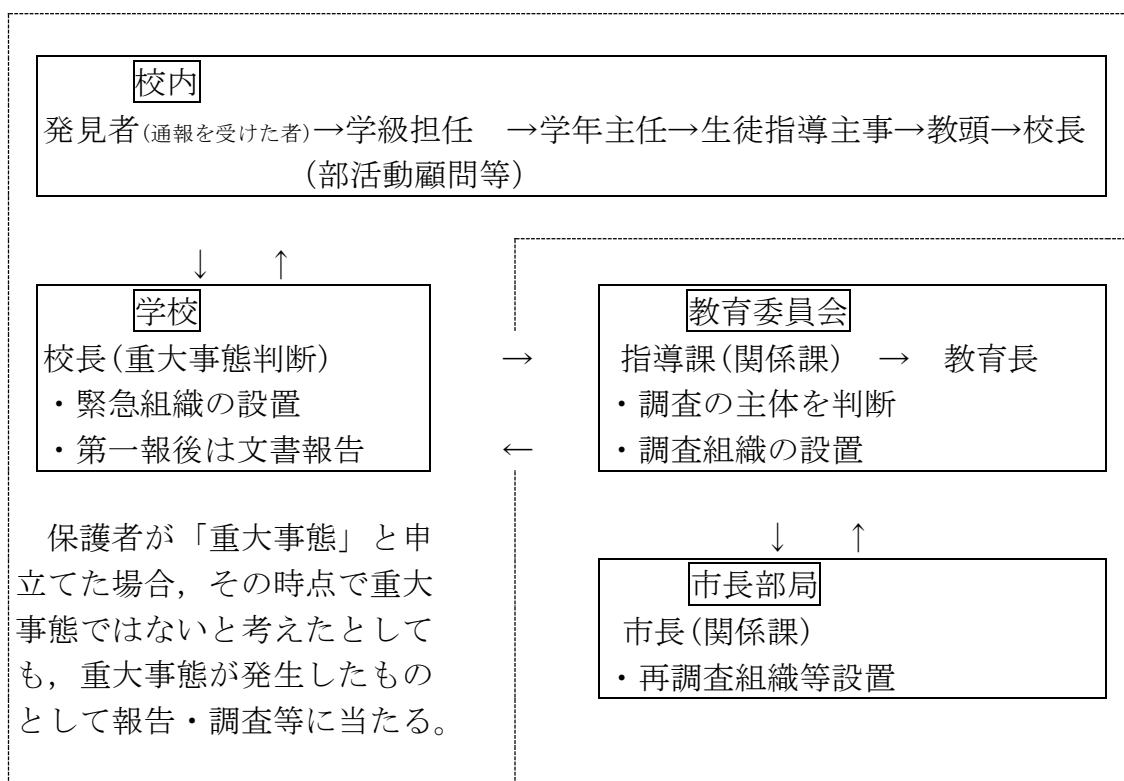 校内
発見者(通報を受けた者)→学級担任　→学年主任→生徒指導主事→教頭→校長
（部活動顧問等）
↓　↑
学校
校長(重大事態判断)
・緊急組織の設置
・第一報後は文書報告
→
←
教育委員会
指導課(関係課)　→　教育長
・調査の主体を判断
・調査組織の設置
↓　↑
市長部局
市長(関係課)
・再調査組織等設置
保護者が「重大事態」と申
立てた場合，その時点で重大
事態ではないと考えたとして
も，重大事態が発生したもの
として報告・調査等に当たる。